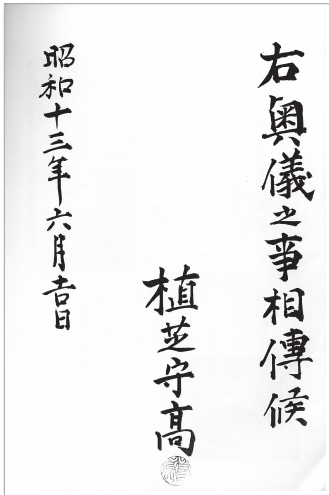 右奥儀之事相傳候
植芝守高
昭和十三年六月吉日